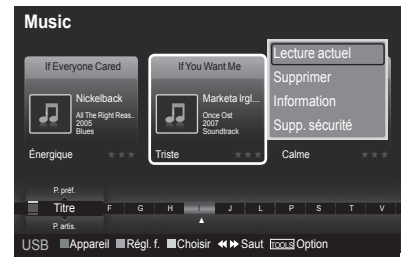 Music
If Everyone Cared
Nickelback
All The Right Reas..
2005
Blues
Énergique
If You Want Me
Marketa Irgl...
Once Ost
2007
Soundtrack
Triste
Lecture actuel
Supprimer
Information
Supp. sécurité
Calme
P. préf.
Titre F G H I J L P S T V
P. artis.
USB Appareil Régl. f. Choisir Saut TOOLS Option